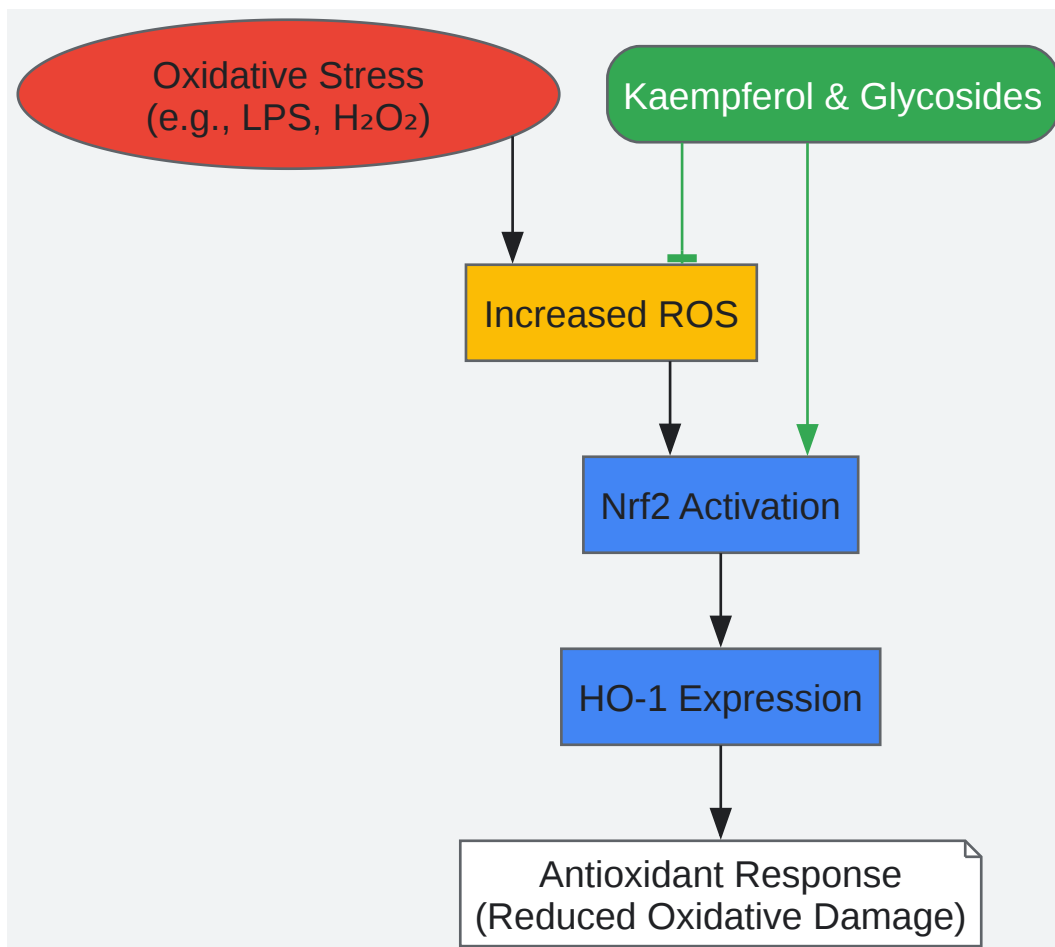 Oxidative Stress
(e.g., LPS, H₂O₂)
Kaempferol & Glycosides
Increased ROS
Nrf2 Activation
HO-1 Expression
Antioxidant Response
(Reduced Oxidative Damage)